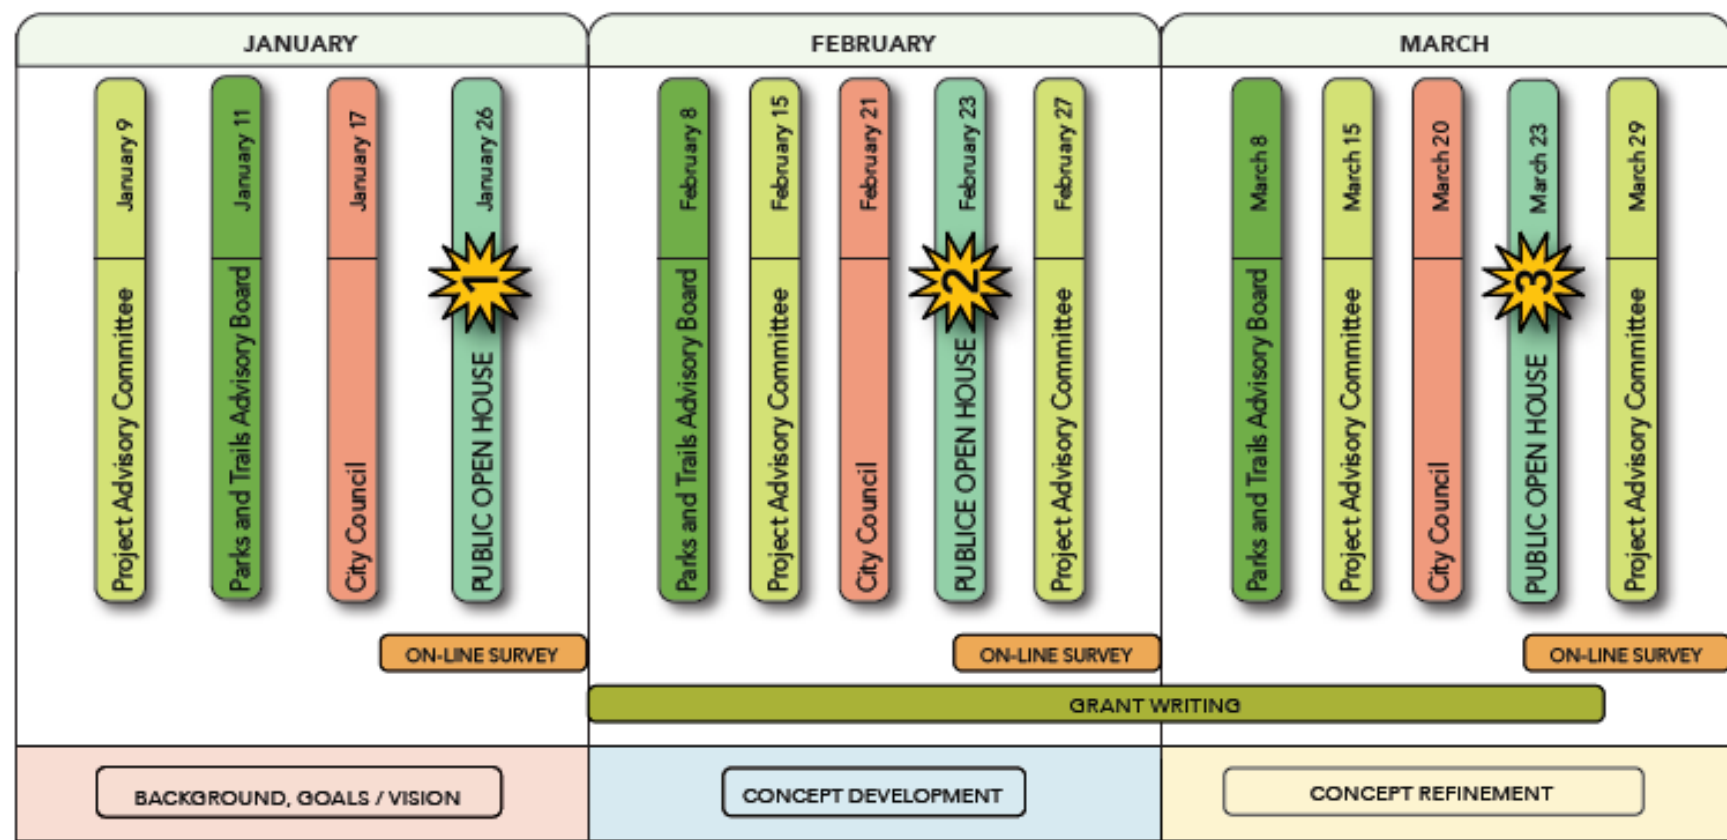 JANUARY
FEBRUARY
MARCH
Project Advisory Committee January 9
Parks and Trails Advisory Board January 11
City Council January 17
PUBLIC OPEN HOUSE 1 January 26
Parks and Trails Advisory Board February 8
Project Advisory Committee February 15
City Council February 21
PUBLICE OPEN HOUSE 2 February 23
Project Advisory Committee February 27
Parks and Trails Advisory Board March 8
Project Advisory Committee March 15
City Council March 20
PUBLIC OPEN HOUSE 3 March 23
Project Advisory Committee March 29
ON-LINE SURVEY
ON-LINE SURVEY
ON-LINE SURVEY
GRANT WRITING
BACKGROUND, GOALS / VISION
CONCEPT DEVELOPMENT
CONCEPT REFINEMENT